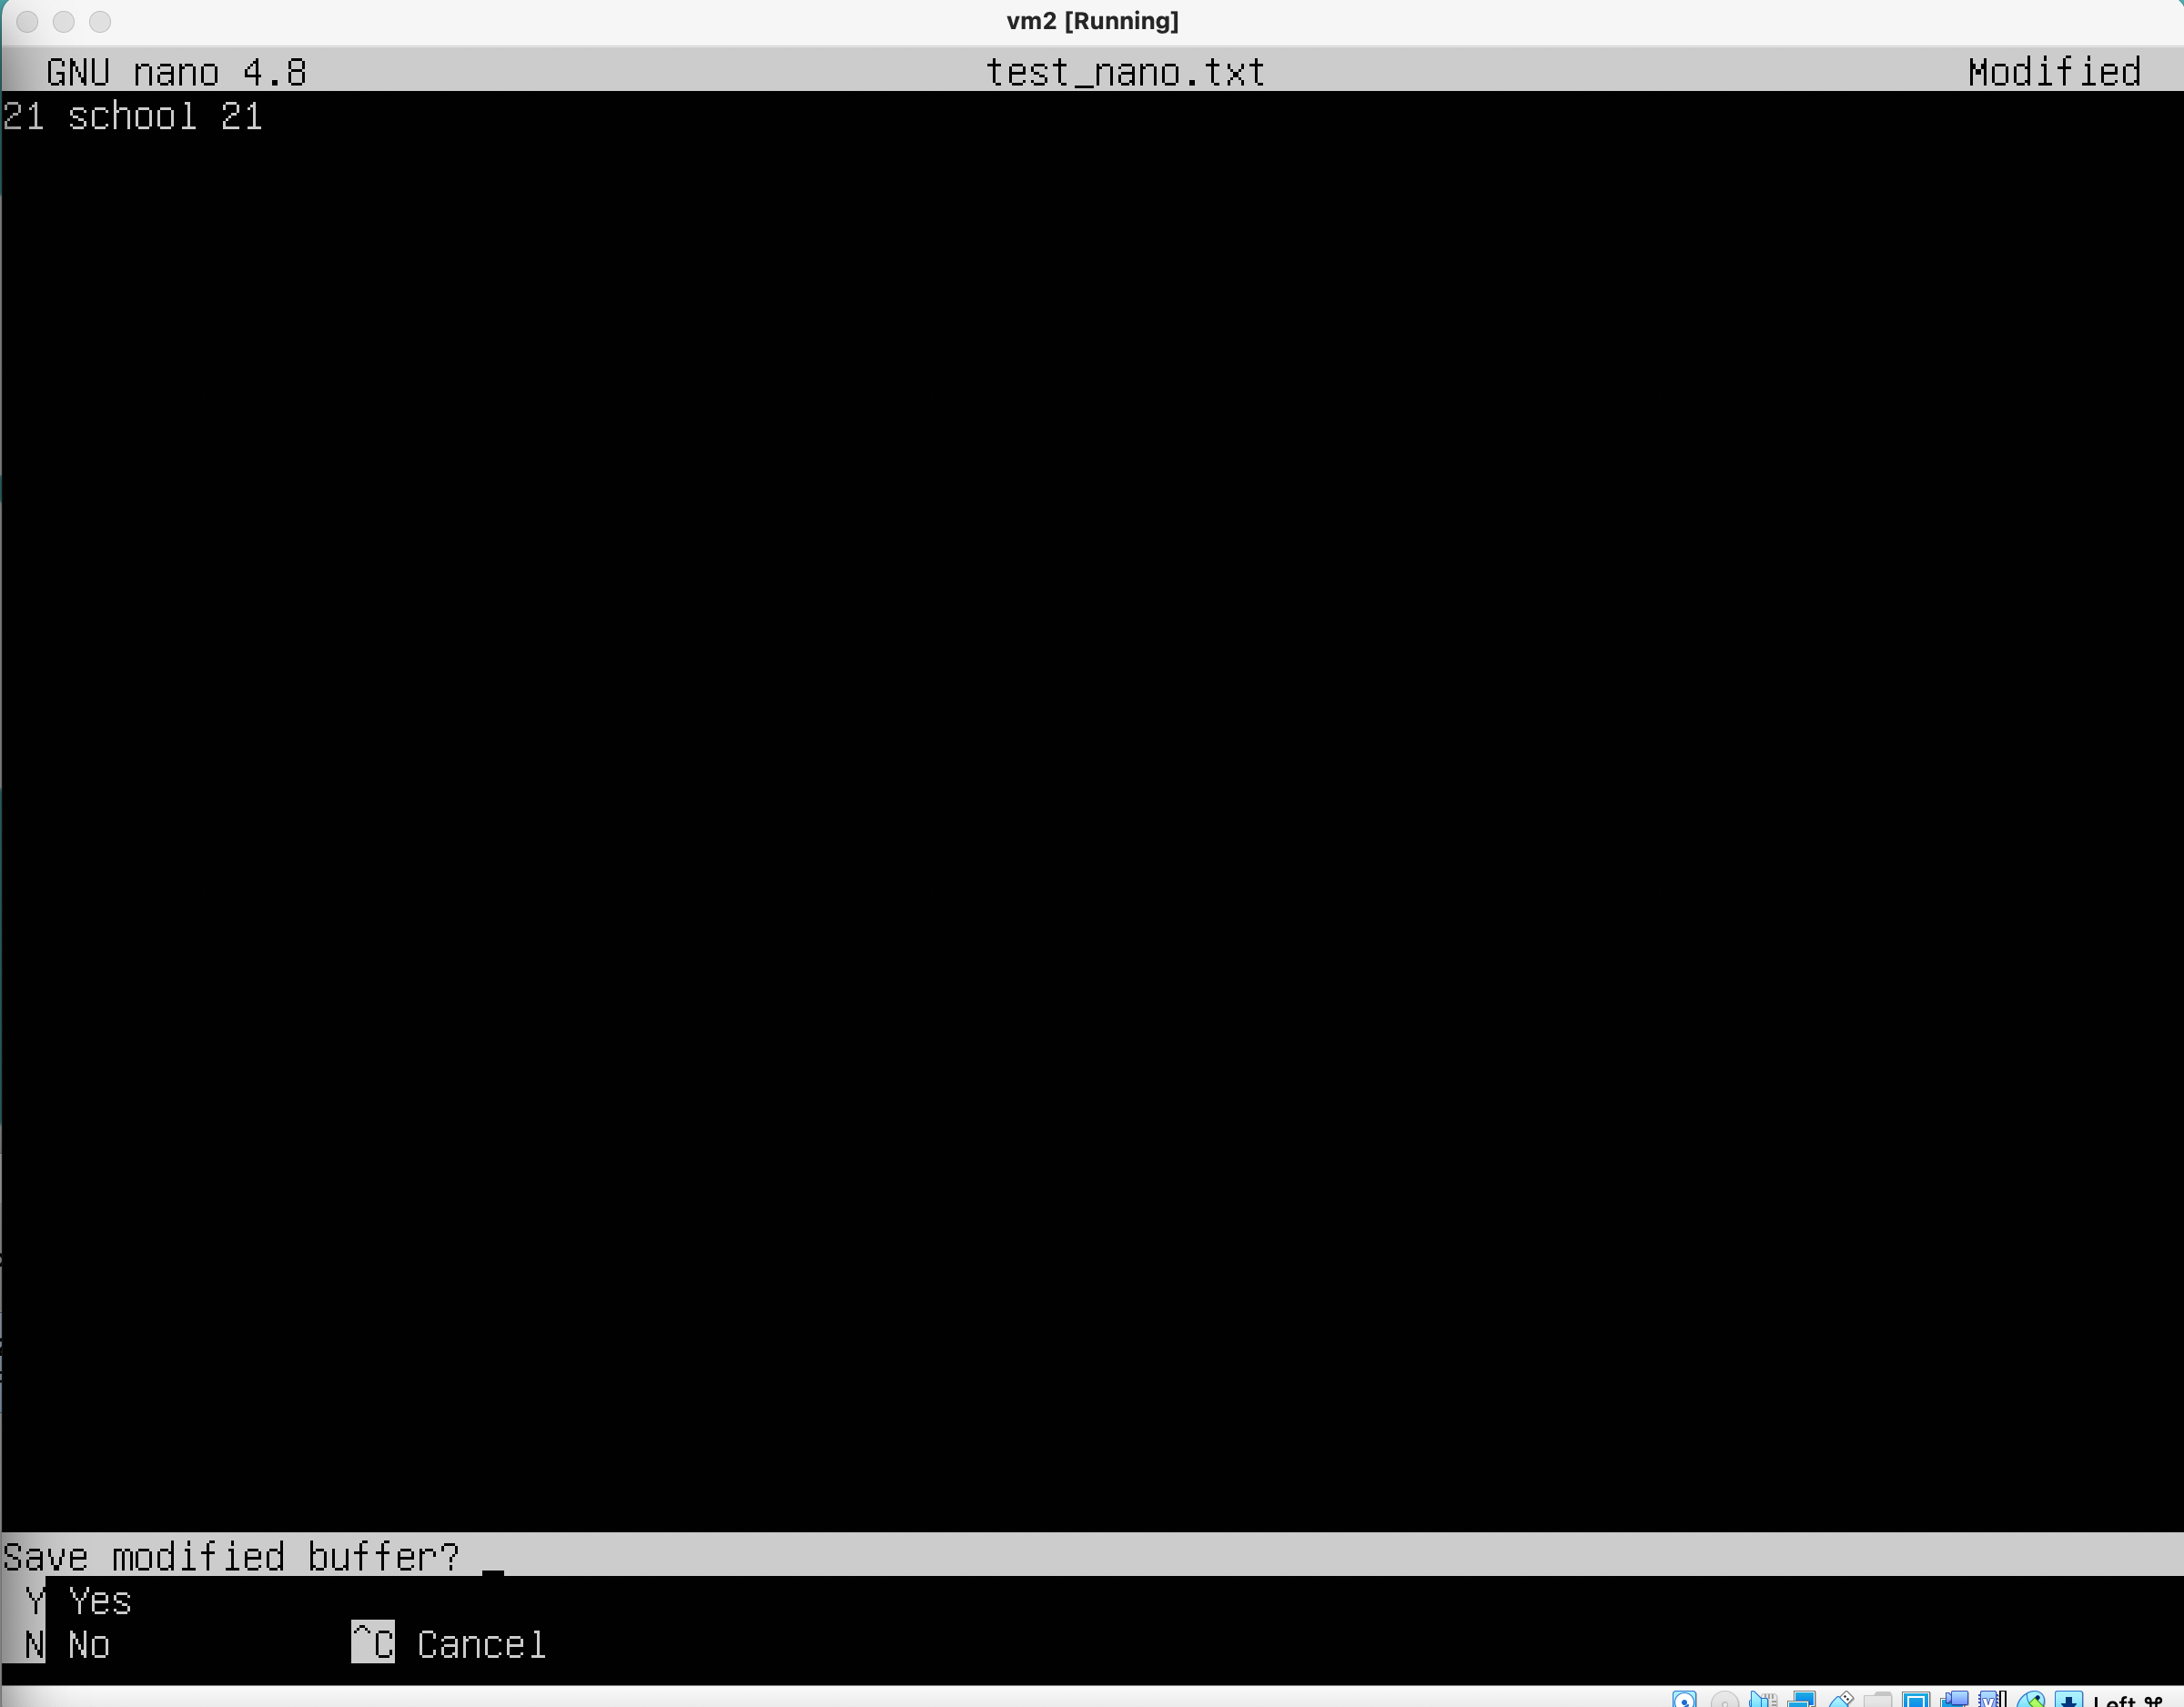 vm2 [Running]
GNU nano 4.8 test_nano.txt Modified
21 school 21
Save modified buffer?
Y Yes
N No ^C Cancel
Left ⌘